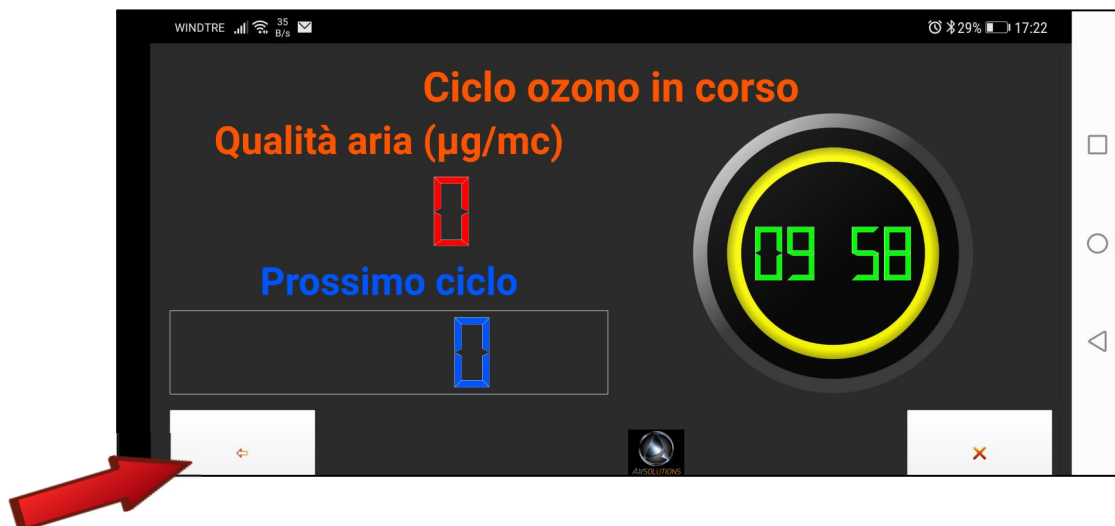 WINDTRE 35 B/s 29% 17:22
Ciclo ozono in corso
Qualità aria (µg/mc)
0
09 58
Prossimo ciclo
0
AIRSOLUTIONS